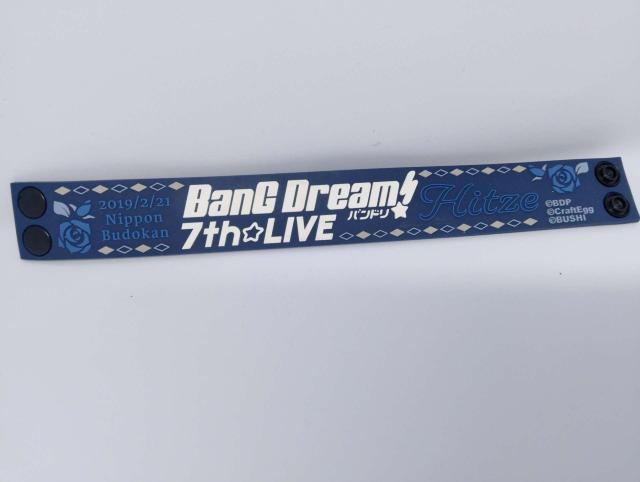 2019/2/21
Nippon
Budokan
BanG Dream!
バンドリ
7th☆LIVE
Hitze
©BDP
©CraftEgg
©BUSHI